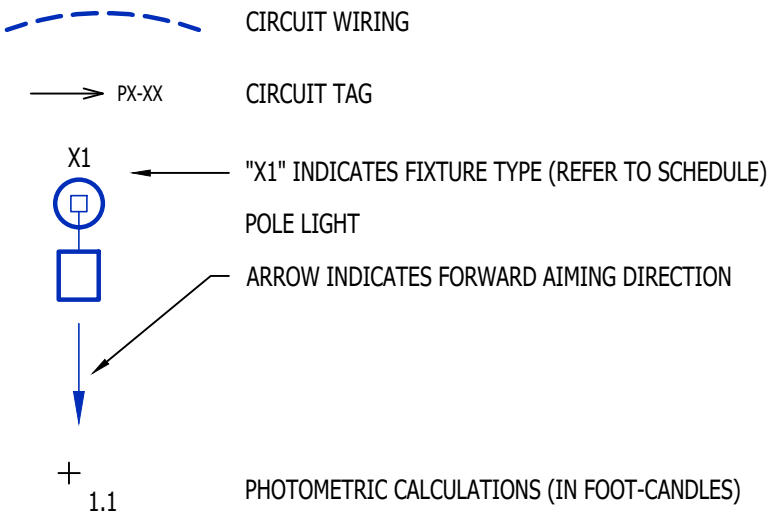 CIRCUIT WIRING
PX-XX CIRCUIT TAG
X1
"X1" INDICATES FIXTURE TYPE (REFER TO SCHEDULE)
POLE LIGHT
ARROW INDICATES FORWARD AIMING DIRECTION
1.1
PHOTOMETRIC CALCULATIONS (IN FOOT-CANDLES)